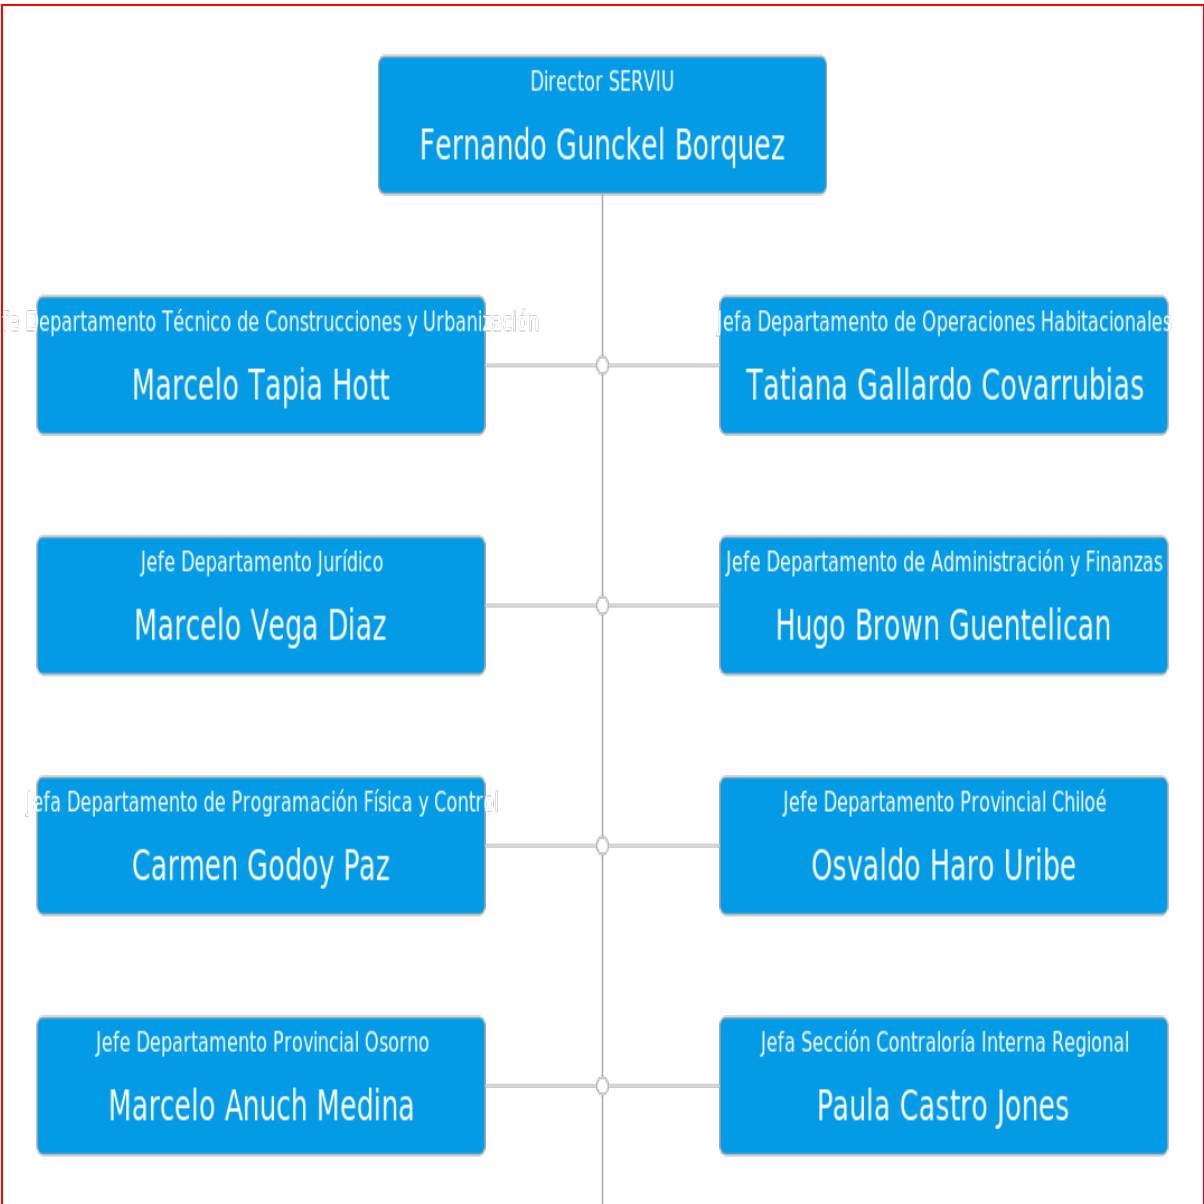 Director SERVIU
Fernando Gunckel Borquez
fe Departamento Técnico de Construcciones y Urbanización
Marcelo Tapia Hott
Jefa Departamento de Operaciones Habitacionales
Tatiana Gallardo Covarrubias
Jefe Departamento Jurídico
Marcelo Vega Diaz
Jefe Departamento de Administración y Finanzas
Hugo Brown Guentelican
Jefa Departamento de Programación Física y Control
Carmen Godoy Paz
Jefe Departamento Provincial Chiloé
Osvaldo Haro Uribe
Jefe Departamento Provincial Osorno
Marcelo Anuch Medina
Jefa Sección Contraloría Interna Regional
Paula Castro Jones